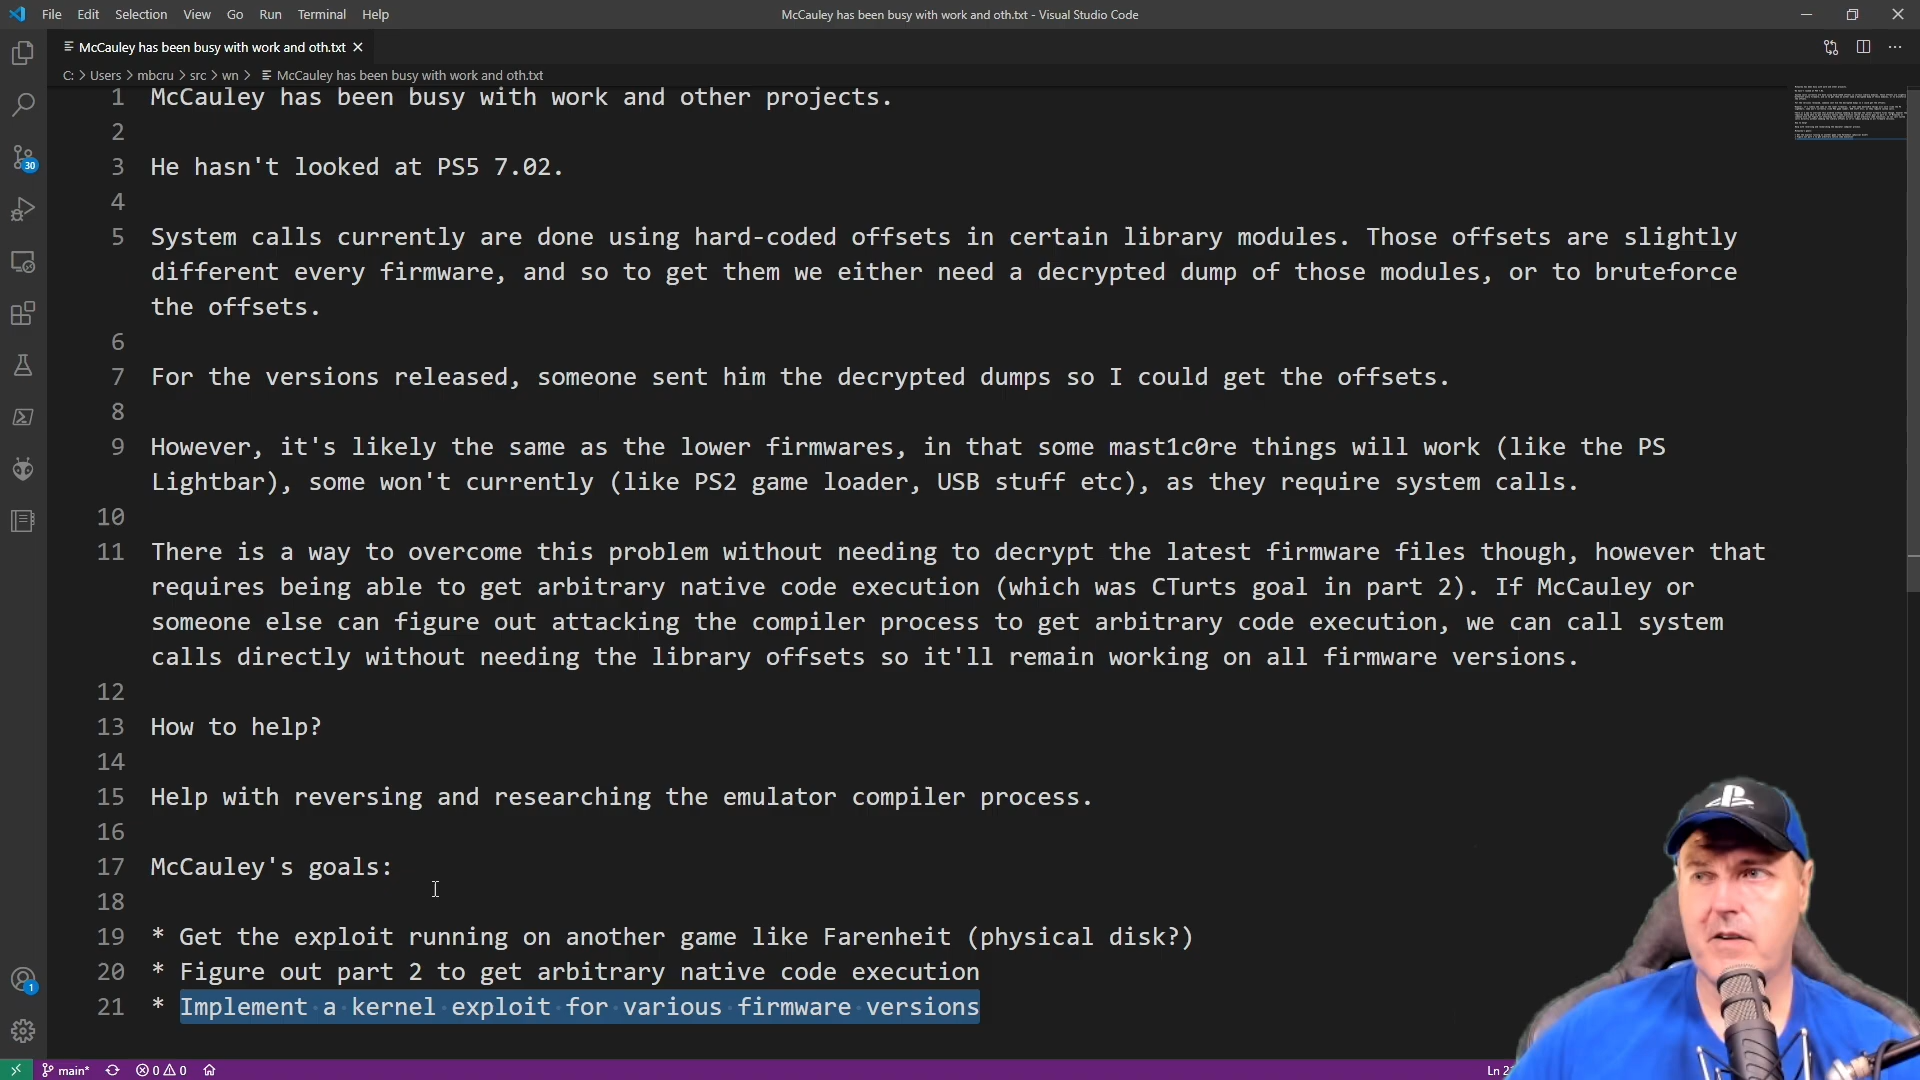 File Edit Selection View Go Run Terminal Help
McCauley has been busy with work and oth.txt - Visual Studio Code
McCauley has been busy with work and oth.txt
C: > Users > mbcru > src > wn > McCauley has been busy with work and oth.txt
1 McCauley has been busy with work and other projects.
2
3 He hasn't looked at PS5 7.02.
4
5 System calls currently are done using hard-coded offsets in certain library modules. Those offsets are slightly
different every firmware, and so to get them we either need a decrypted dump of those modules, or to bruteforce
the offsets.
6
7 For the versions released, someone sent him the decrypted dumps so I could get the offsets.
8
9 However, it's likely the same as the lower firmwares, in that some mast1c0re things will work (like the PS
Lightbar), some won't currently (like PS2 game loader, USB stuff etc), as they require system calls.
10
11 There is a way to overcome this problem without needing to decrypt the latest firmware files though, however that
requires being able to get arbitrary native code execution (which was CTurts goal in part 2). If McCauley or
someone else can figure out attacking the compiler process to get arbitrary code execution, we can call system
calls directly without needing the library offsets so it'll remain working on all firmware versions.
12
13 How to help?
14
15 Help with reversing and researching the emulator compiler process.
16
17 McCauley's goals:
18
19 * Get the exploit running on another game like Farenheit (physical disk?)
20 * Figure out part 2 to get arbitrary native code execution
21 * Implement a kernel exploit for various firmware versions
30
1
main* 0 0
Ln